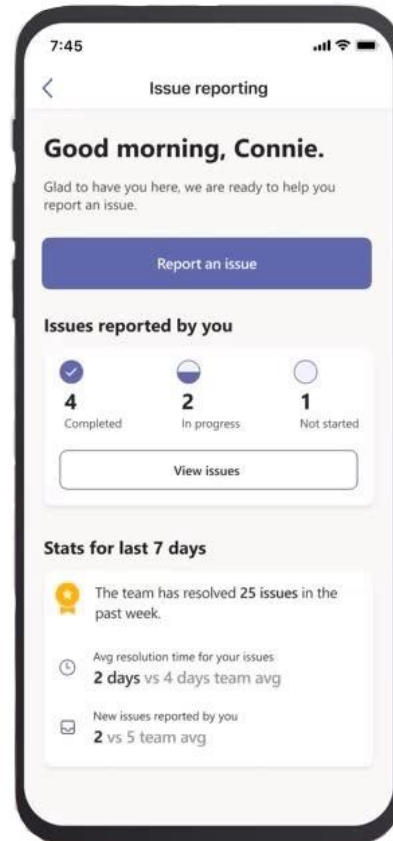 7:45
Issue reporting
Good morning, Connie.
Glad to have you here, we are ready to help you
report an issue.
Report an issue
Issues reported by you
4 2 1
Completed In progress Not started
View issues
Stats for last 7 days
The team has resolved 25 issues in the
past week.
Avg resolution time for your issues
2 days vs 4 days team avg
New issues reported by you
2 vs 5 team avg